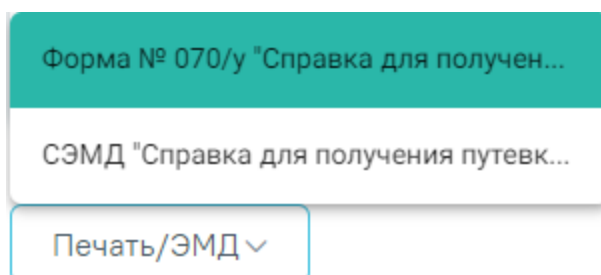 Форма № 070/у "Справка для получен...
СЭМД "Справка для получения путевк...
Печать/ЭМД